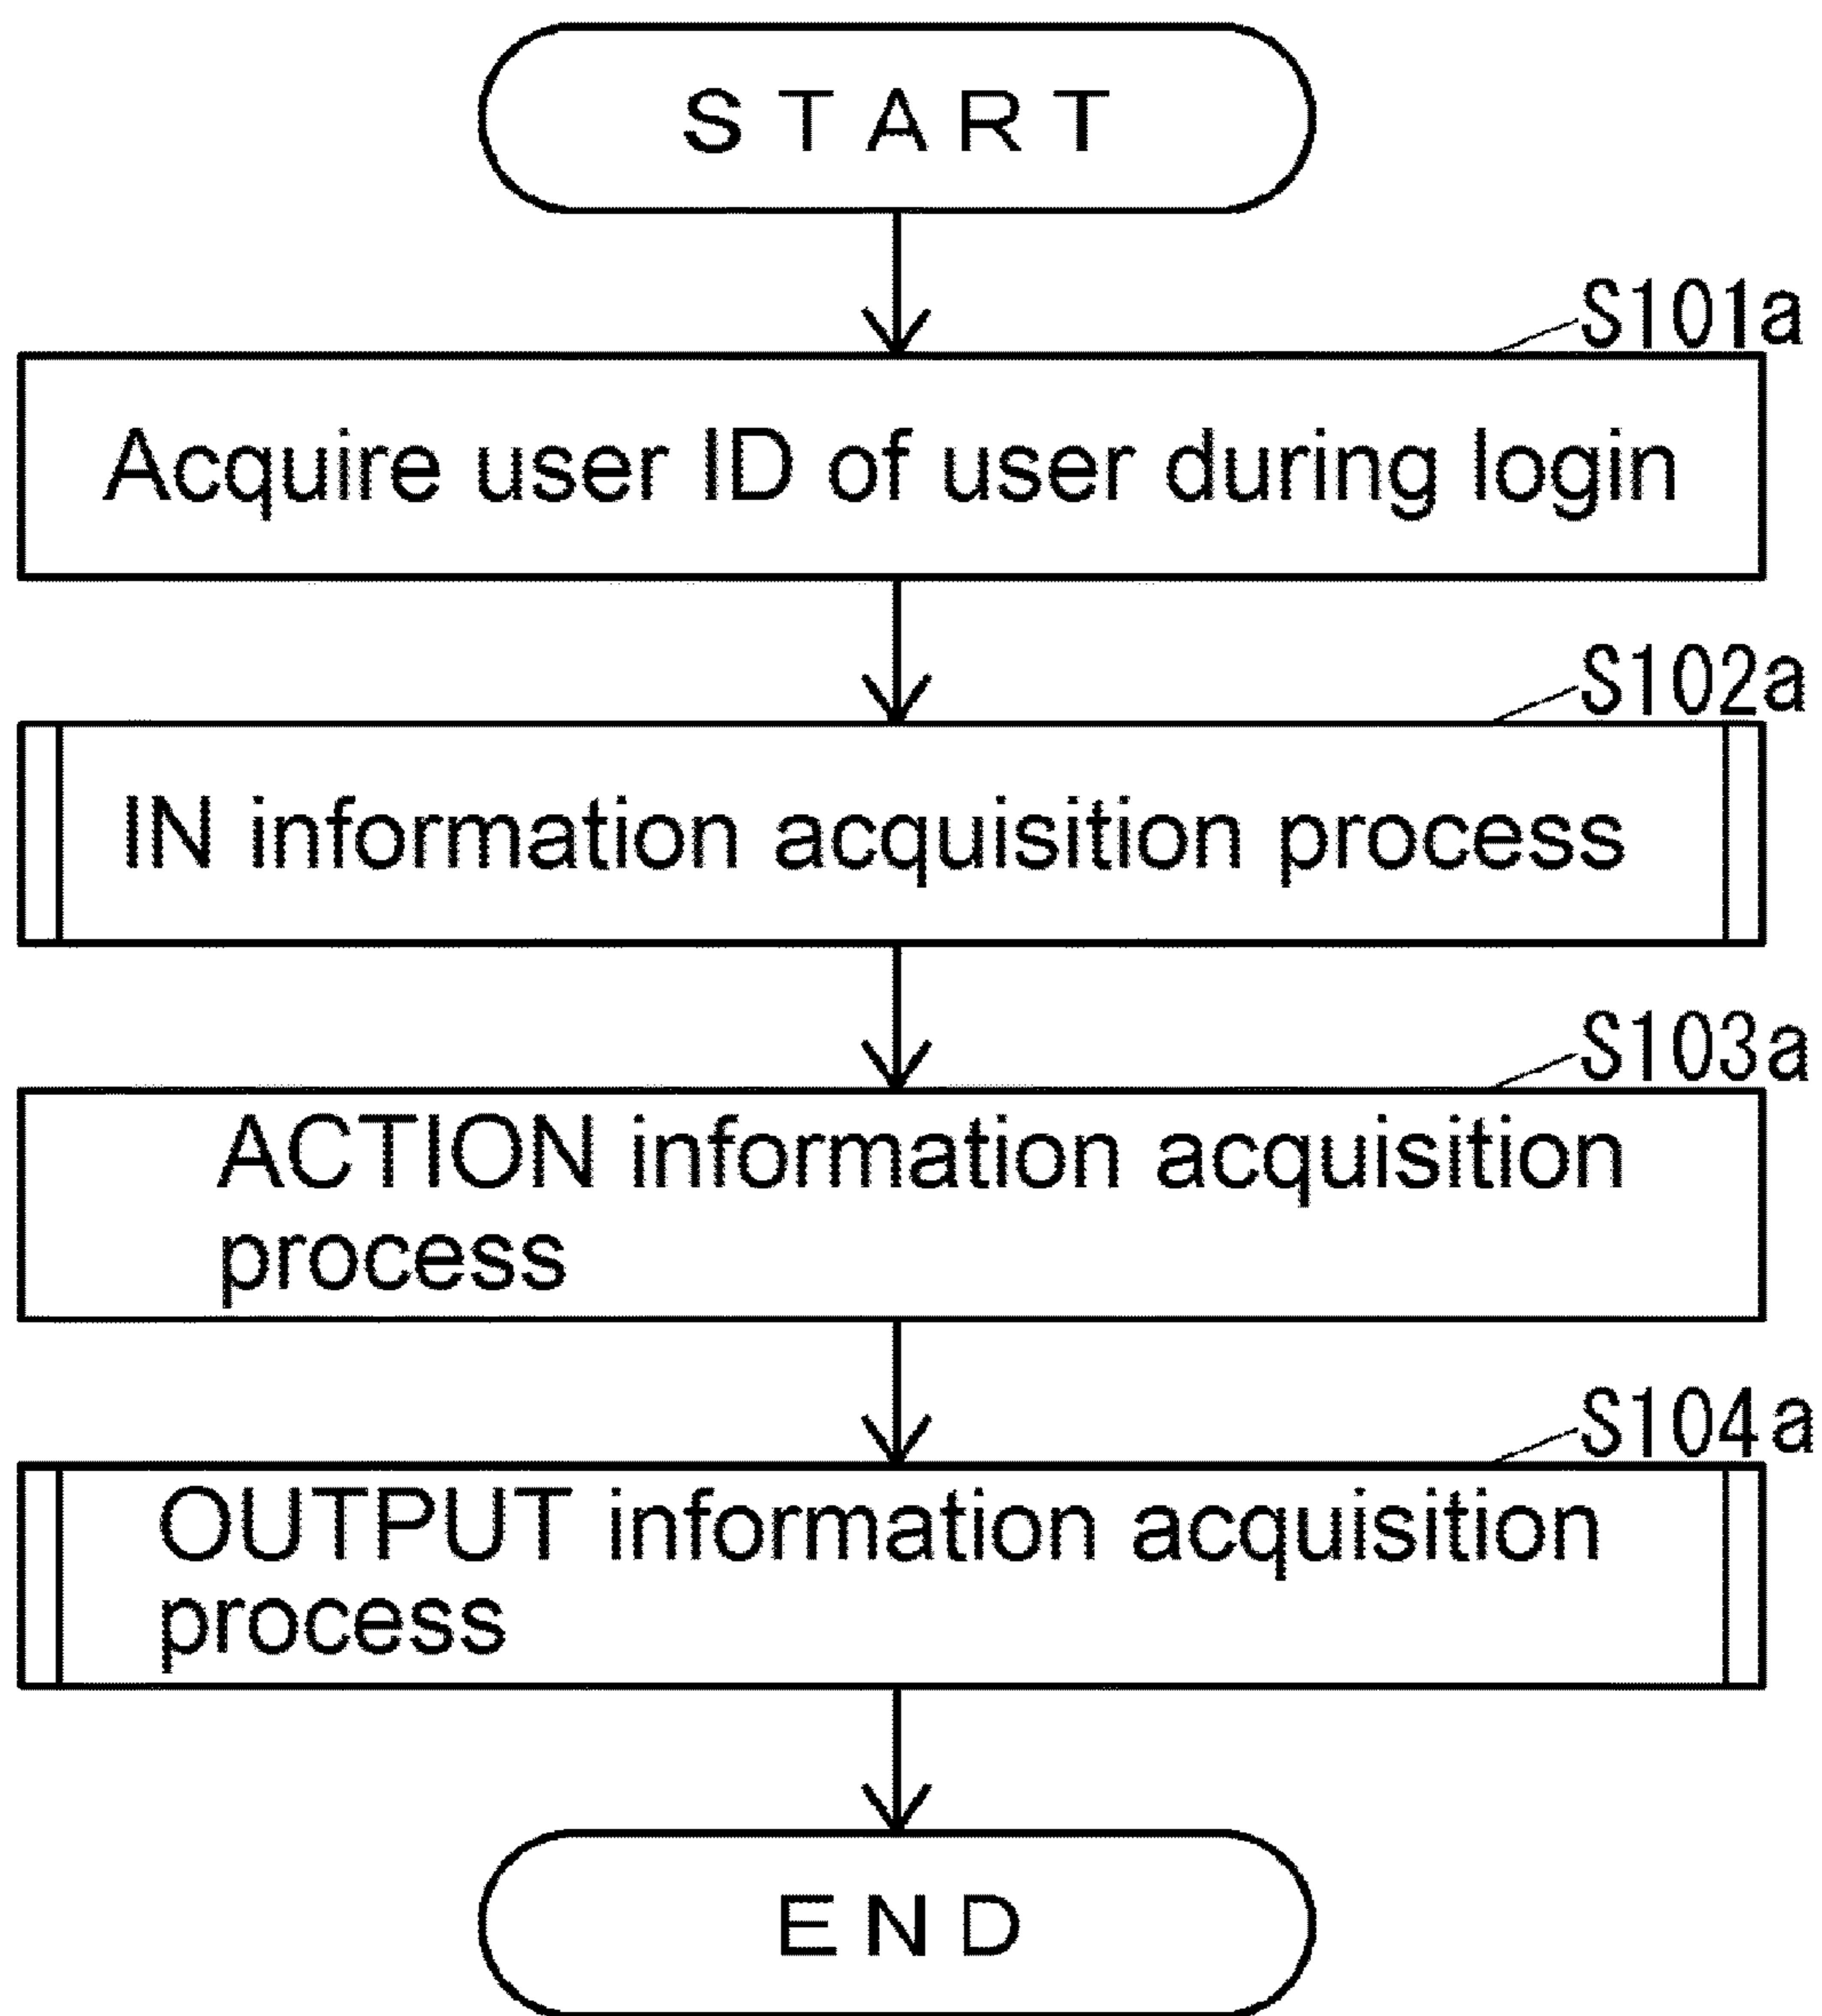 START
S101a
Acquire user ID of user during login
S102a
IN information acquisition process
S103a
ACTION information acquisition
process
S104a
OUTPUT information acquisition
process
END